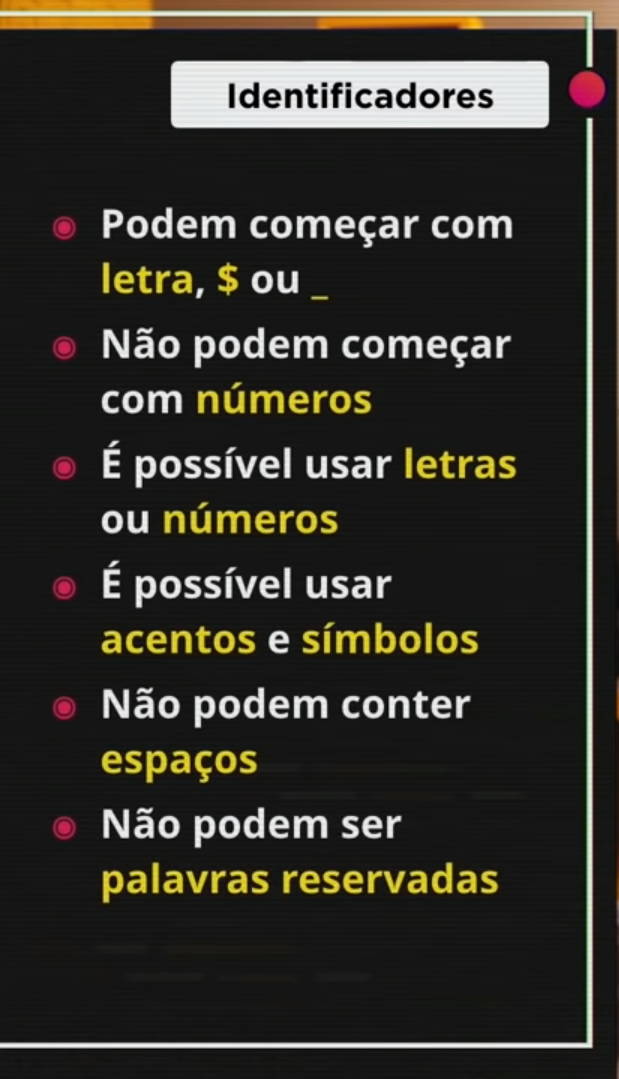 Identificadores
Podem começar com
letra, $ ou _
Não podem começar
com números
É possível usar letras
ou números
É possível usar
acentos e símbolos
Não podem conter
espaços
Não podem ser
palavras reservadas